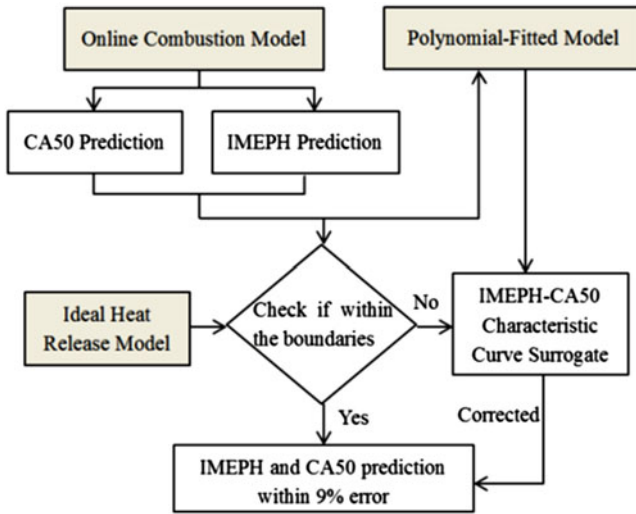 Online Combustion Model
Polynomial-Fitted Model
CA50 Prediction
IMEPH Prediction
Ideal Heat
Release Model
Check if within
the boundaries
No
IMEPH-CA50
Characteristic
Curve Surrogate
Yes
Corrected
IMEPH and CA50 prediction
within 9% error